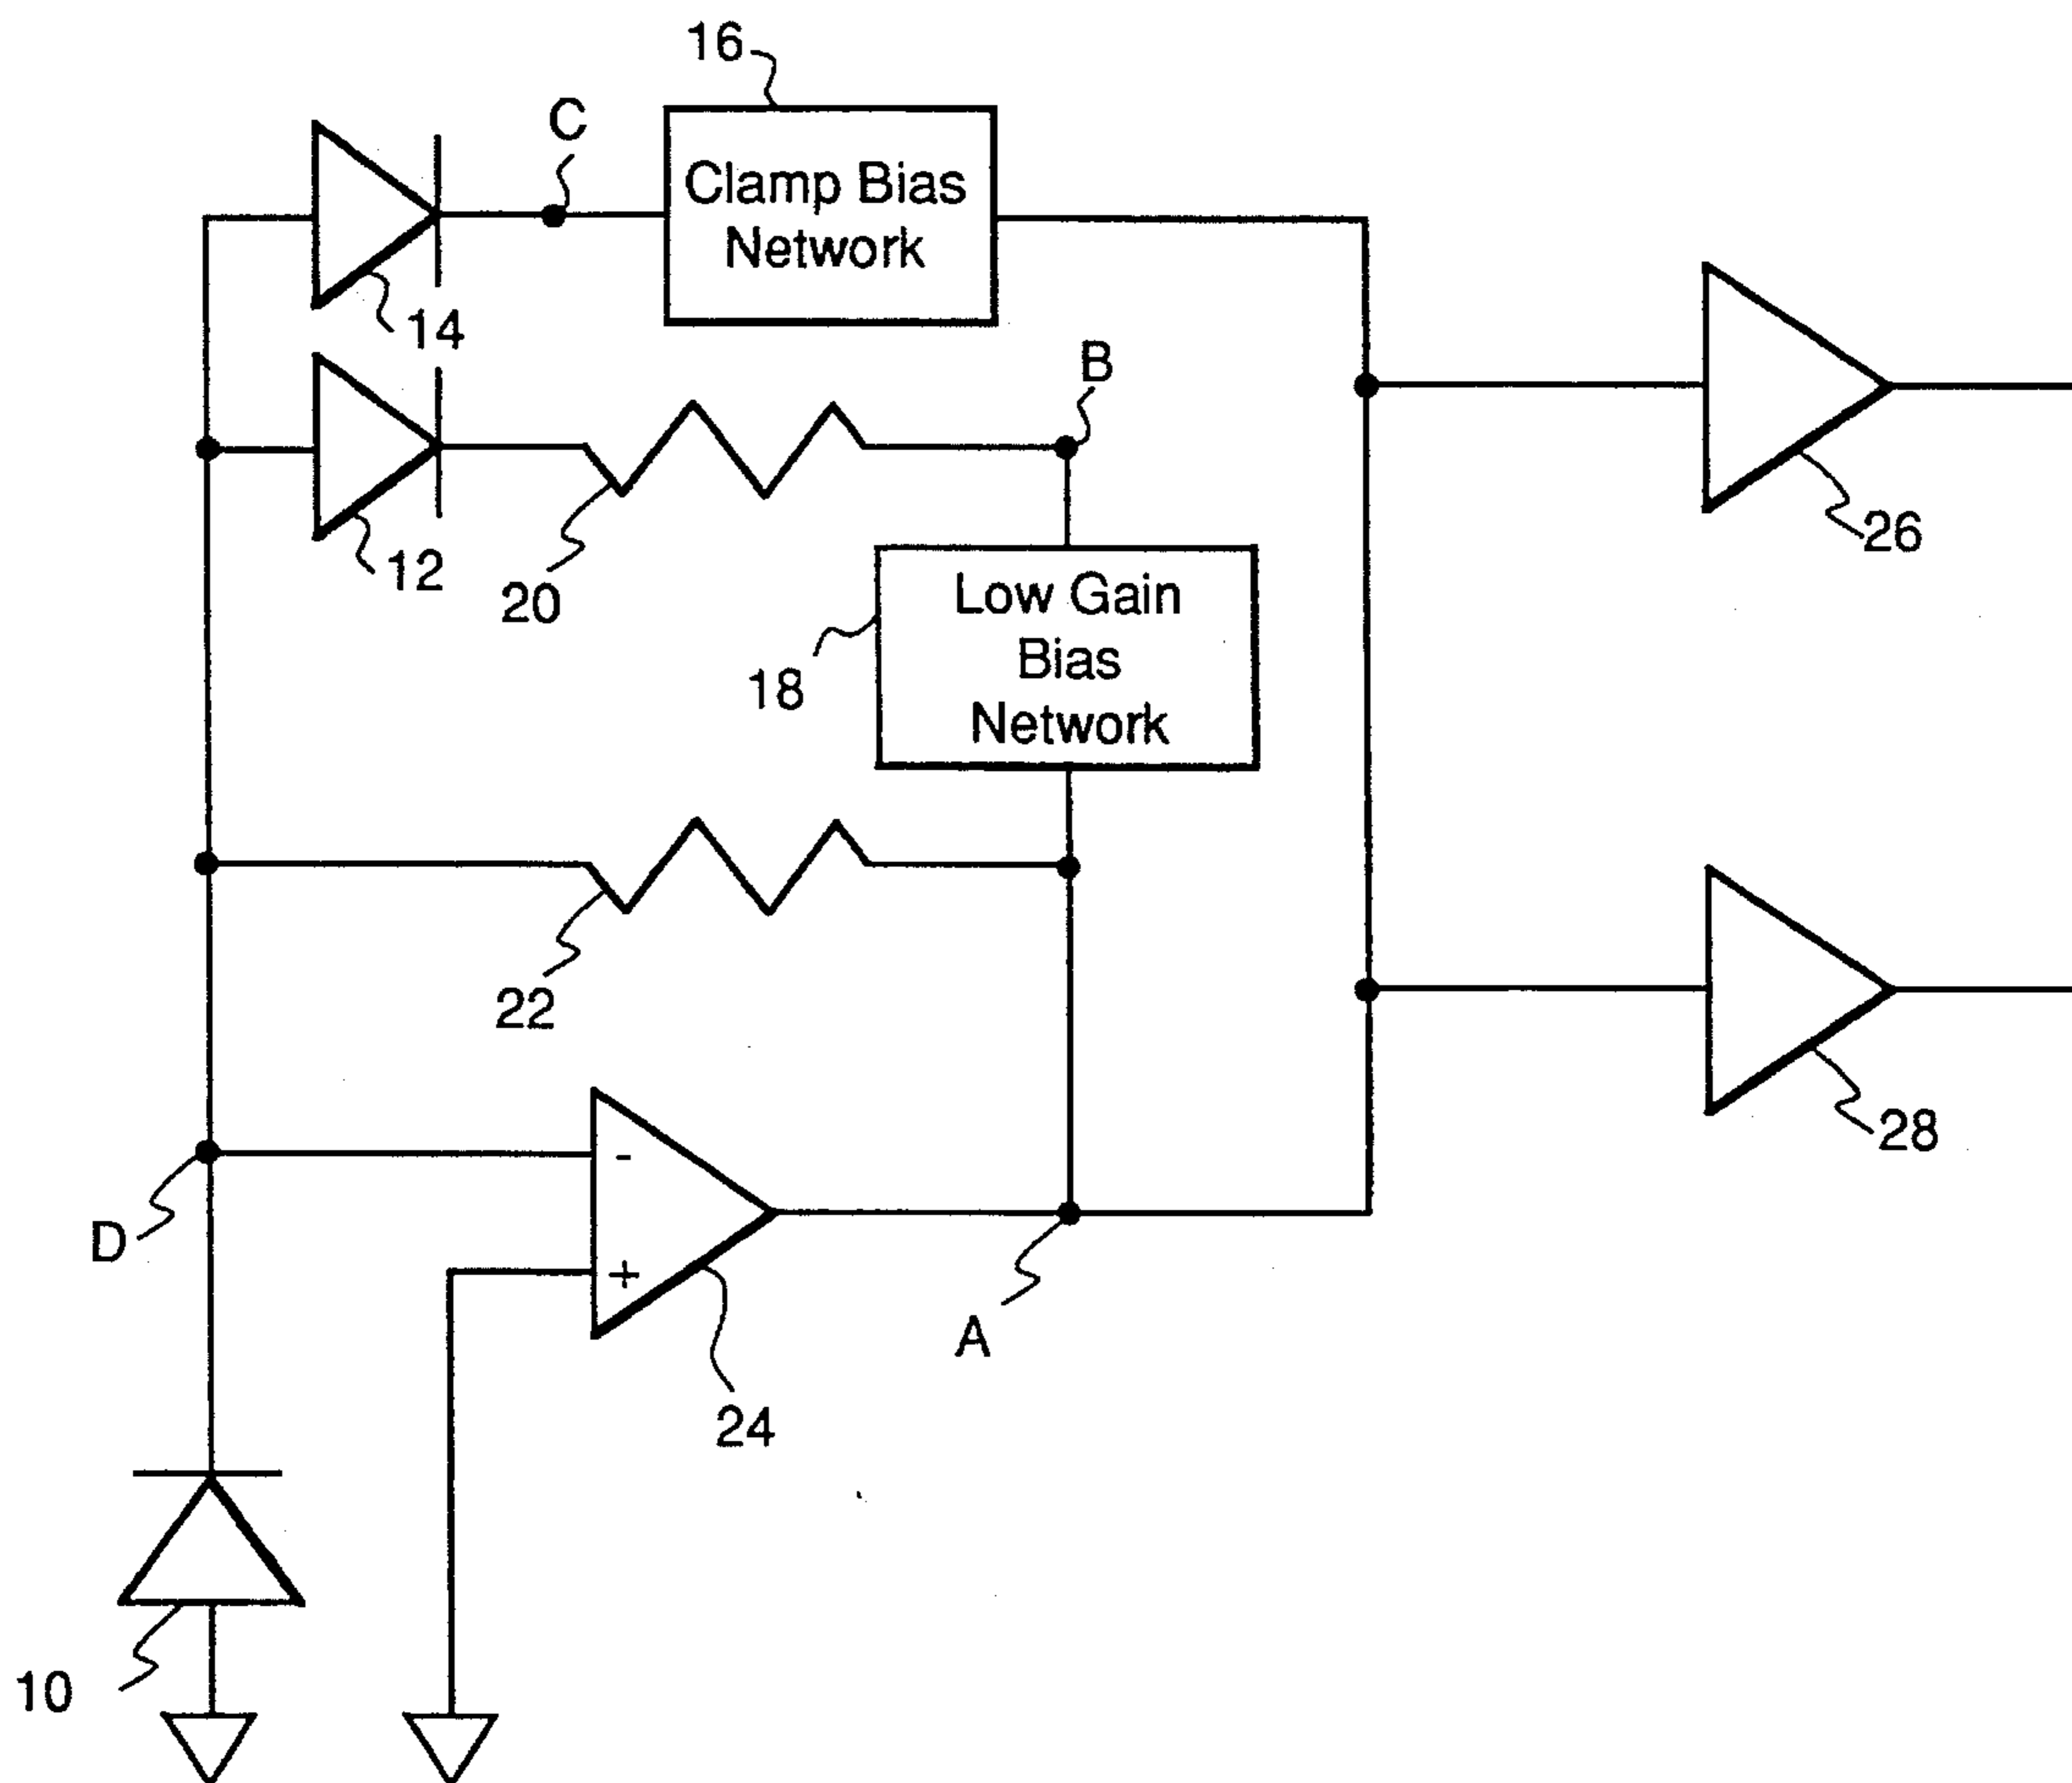 16
C
Clamp Bias
Network
14
B
12
20
26
Low Gain
Bias
Network
18
22
-
28
D
+
A
24
10